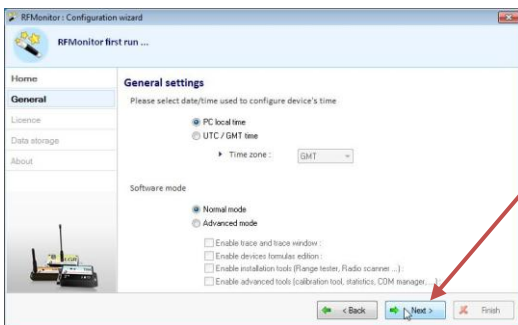 RFMonitor : Configuration wizard
RFMonitor first run ...
Home
General
Licence
Data storage
About
General settings
Please select date/time used to configure device's time
PC local time
UTC / GMT time
Time zone :
GMT
Software mode
Normal mode
Advanced mode
Enable trace and trace window :
Enable devices formulas edition :
Enable installation tools (Range tester, Radio scanner ...) :
Enable advanced tools (calibration tool, statistics, COM manager, ...) :
< Back
Next >
Finish